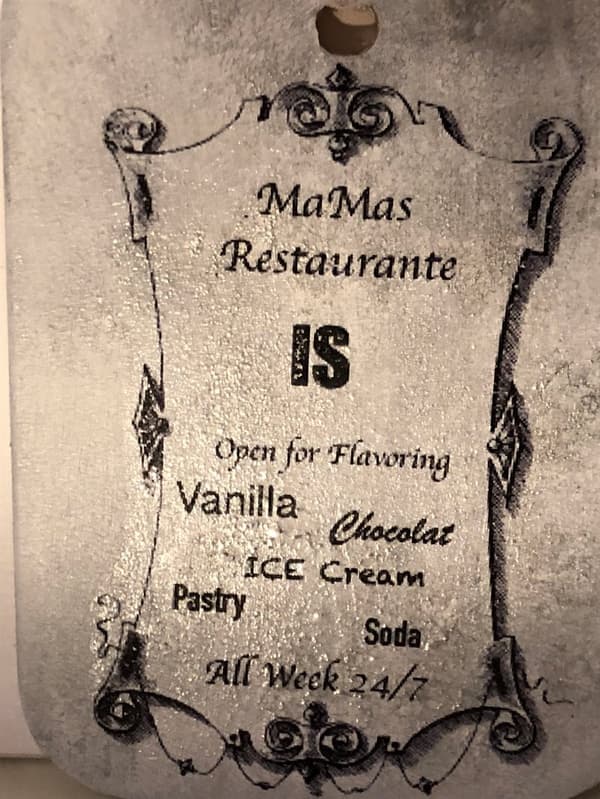 MaMas
Restaurante
IS
Open for Flavoring
Vanilla
Chocolat
ICE Cream
Pastry
Soda
All Week 24/7